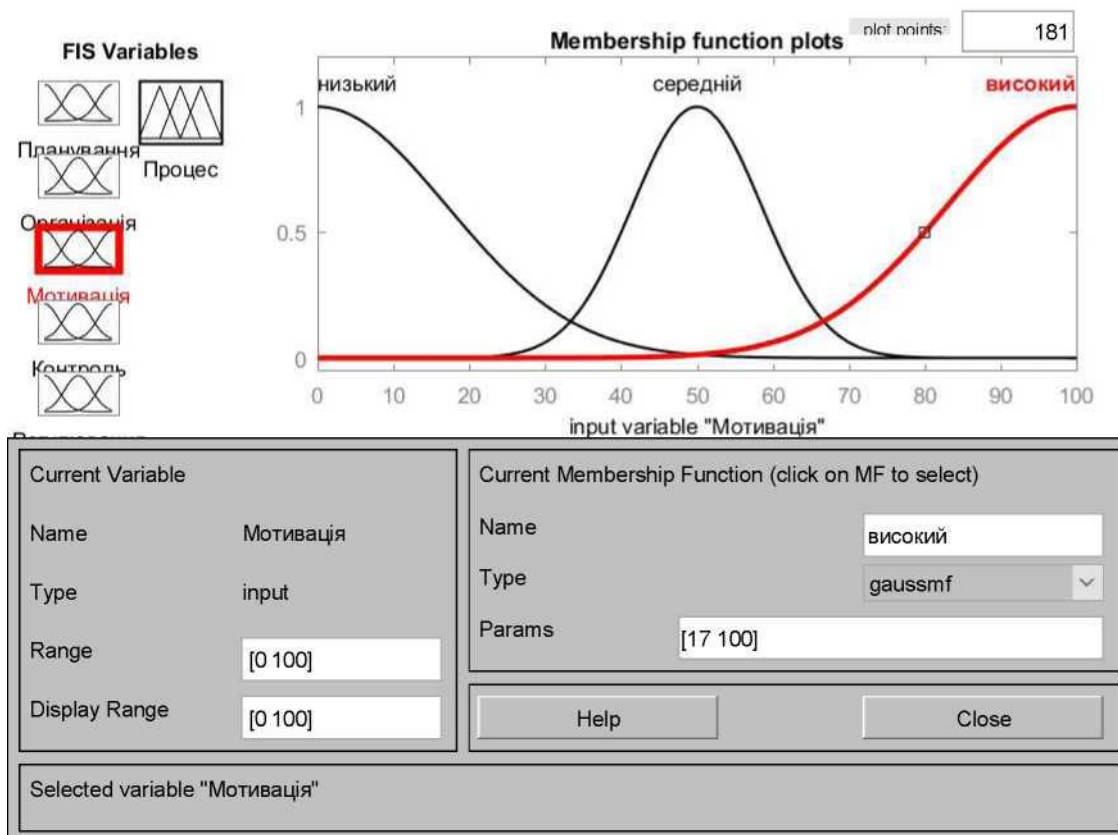 FIS Variables
Планування
Процес
Організація
Мотивація
Контроль
plot points:
181
Membership function plots
низький
середній
високий
1
0.5
0
0 10 20 30 40 50 60 70 80 90 100
input variable "Мотивація"
Current Variable
Name Мотивація
Type input
Range [0 100]
Display Range [0 100]
Current Membership Function (click on MF to select)
Name високий
Type gaussmf
Params [17 100]
Help
Close
Selected variable "Мотивація"